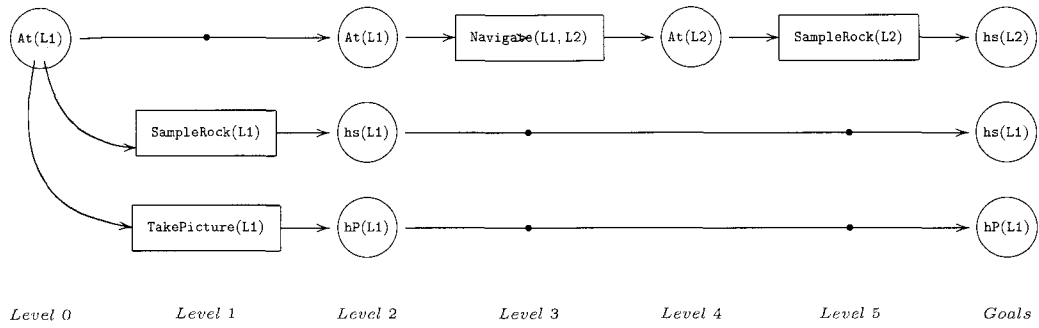 At(L1) At(L1) Navigate(L1,L2) At(L2) SampleRock(L2) hs(L2)
SampleRock(L1) hs(L1) hs(L1)
TakePicture(L1) hP(L1) hP(L1)
Level 0 Level 1 Level 2 Level 3 Level 4 Level 5 Goals